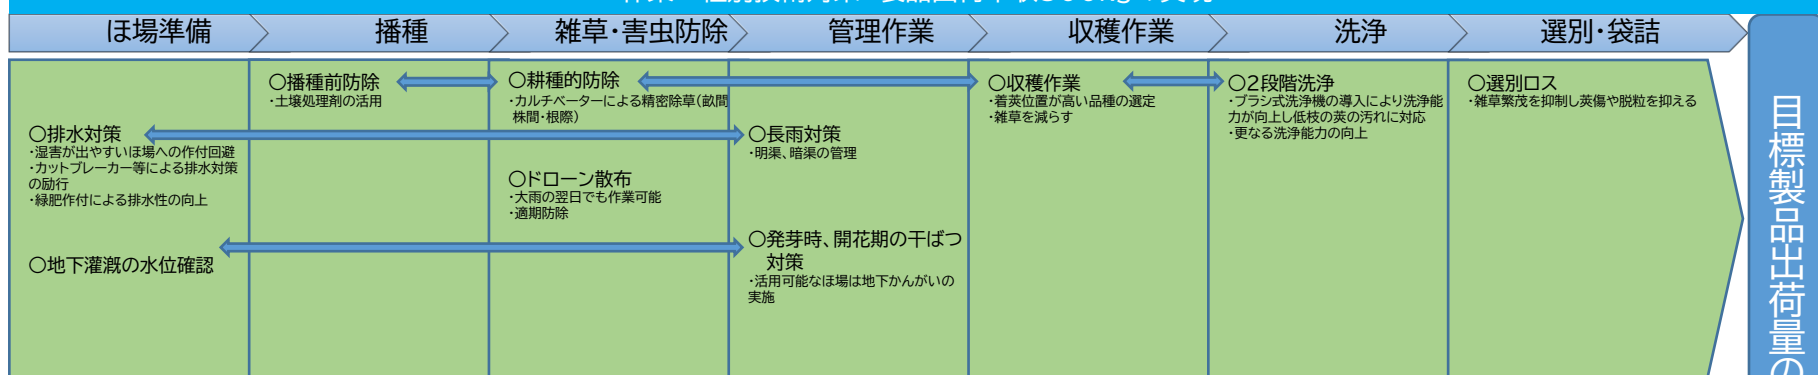 ほ場準備
播種
雑草・害虫防除
管理作業
収穫作業
洗浄
選別・袋詰
○排水対策
・湿害が出やすいほ場への作付回避
・カットブレーカー等による排水対策
の励行
・緑肥作付による排水性の向上
○地下灌漑の水位確認
○播種前防除
・土壌処理剤の活用
○耕種的防除
・カルチベーターによる精密除草(畝間
株間・根際)
○ドローン散布
・大雨の翌日でも作業可能
・適期防除
○長雨対策
・明渠、暗渠の管理
○発芽時、開花期の干ばつ
対策
・活用可能なほ場は地下かんがいの
実施
○収穫作業
・着莢位置が高い品種の選定
・雑草を減らす
○2段階洗浄
・ブラシ式洗浄機の導入により洗浄能
力が向上し低枝の莢の汚れに対応
・更なる洗浄能力の向上
○選別ロス
・雑草繁茂を抑制し莢傷や脱粒を抑える
目標製品出荷量の